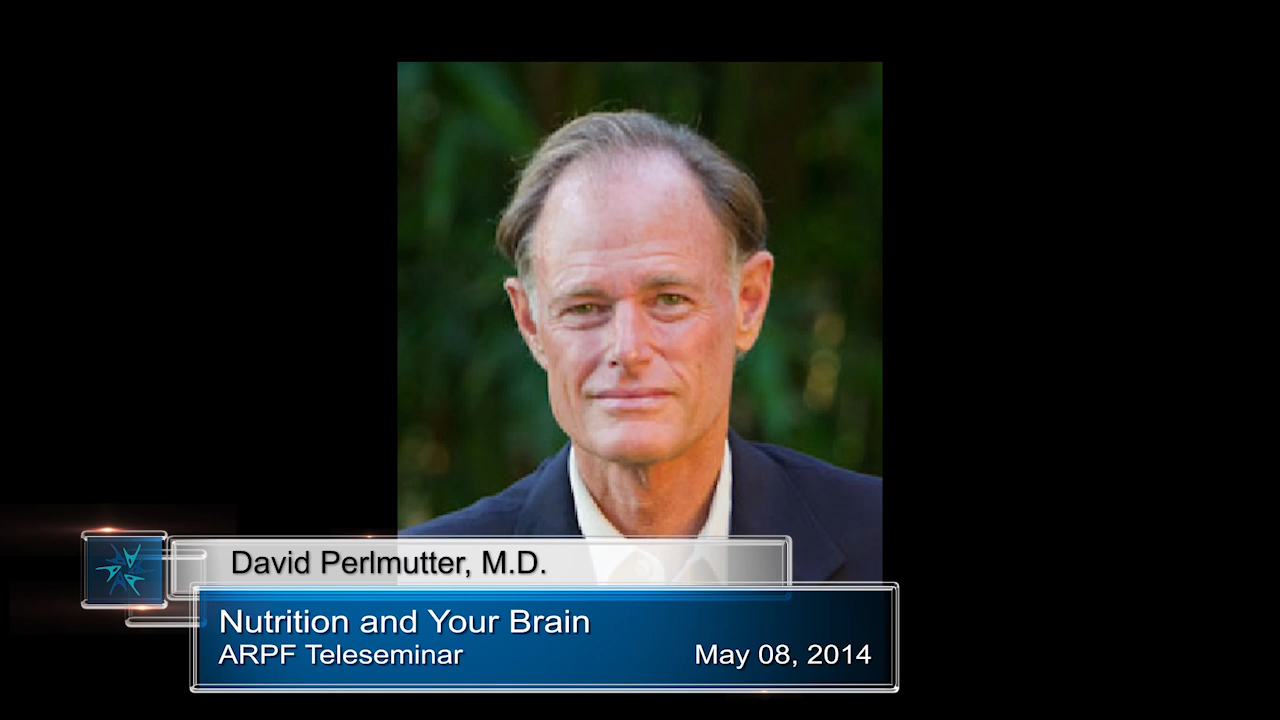 David Perlmutter, M.D.
Nutrition and Your Brain
ARPF Teleseminar
May 08, 2014